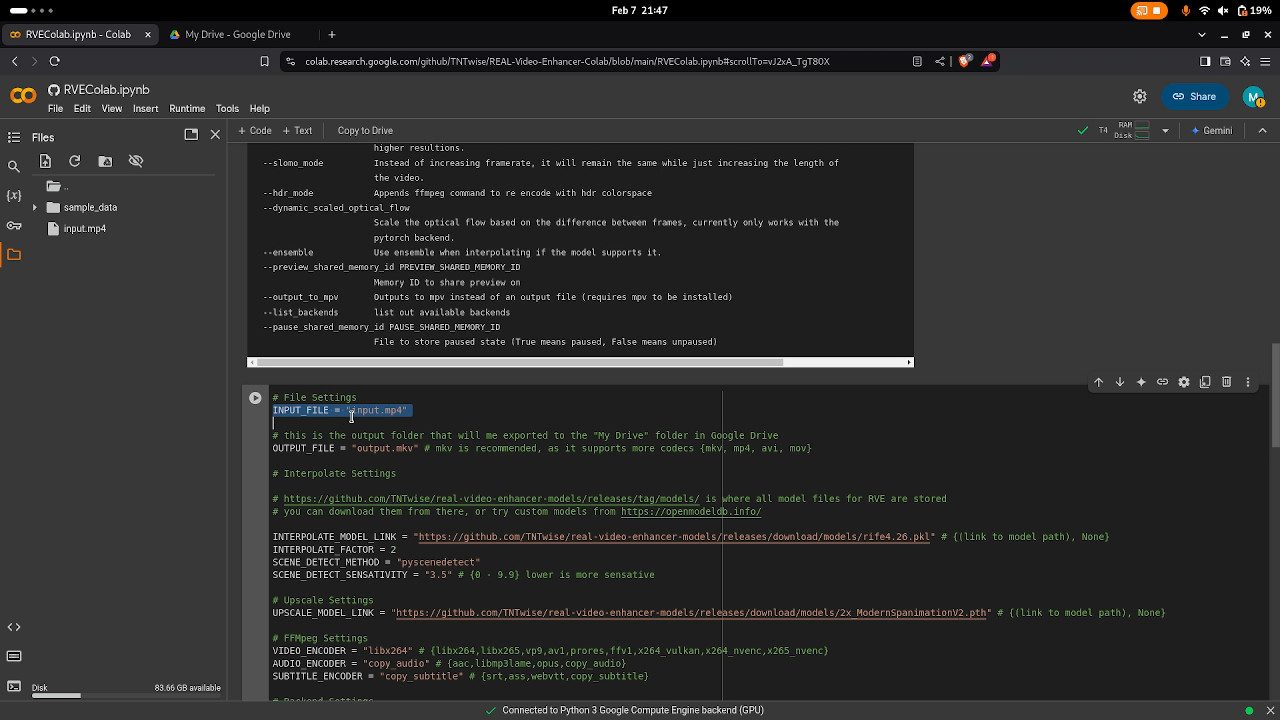 Feb 7 21:47
19%
RVEColab.ipynb - Colab
My Drive - Google Drive
colab.research.google.com/github/TNTwise/REAL-Video-Enhancer-Colab/blob/main/RVEColab.ipynb#scrollTo=vJ2xA_TgT80X
RVEColab.ipynb
File Edit View Insert Runtime Tools Help
Share
M
Files
+ Code + Text Copy to Drive
T4 RAM Disk
Gemini
..
sample_data
input.mp4
higher resultions.
--slomo_mode Instead of increasing framerate, it will remain the same while just increasing the length of
the video.
--hdr_mode Appends ffmpeg command to re encode with hdr colorspace
--dynamic_scaled_optical_flow
Scale the optical flow based on the difference between frames, currently only works with the
pytorch backend.
--ensemble Use ensemble when interpolating if the model supports it.
--preview_shared_memory_id PREVIEW_SHARED_MEMORY_ID
Memory ID to share preview on
--output_to_mpv Outputs to mpv instead of an output file (requires mpv to be installed)
--list_backends list out available backends
--pause_shared_memory_id PAUSE_SHARED_MEMORY_ID
File to store paused state (True means paused, False means unpaused)
# File Settings
INPUT_FILE = "input.mp4"
# this is the output folder that will me exported to the "My Drive" folder in Google Drive
OUTPUT_FILE = "output.mkv" # mkv is recommended, as it supports more codecs {mkv, mp4, avi, mov}
# Interpolate Settings
# https://github.com/TNTwise/real-video-enhancer-models/releases/tag/models/ is where all model files for RVE are stored
# you can download them from there, or try custom models from https://openmodeldb.info/
INTERPOLATE_MODEL_LINK = "https://github.com/TNTwise/real-video-enhancer-models/releases/download/models/rife4.26.pkl" # {(link to model path), None}
INTERPOLATE_FACTOR = 2
SCENE_DETECT_METHOD = "pyscenedetect"
SCENE_DETECT_SENSATIVITY = "3.5" # {0 - 9.9} lower is more sensative
# Upscale Settings
UPSCALE_MODEL_LINK = "https://github.com/TNTwise/real-video-enhancer-models/releases/download/models/2x_ModernSpanimationV2.pth" # {(link to model path), None}
# FFMpeg Settings
VIDEO_ENCODER = "libx264" # {libx264,libx265,vp9,av1,prores,ffv1,x264_vulkan,x264_nvenc,x265_nvenc}
AUDIO_ENCODER = "copy_audio" # {aac,libmp3lame,opus,copy_audio}
SUBTITLE_ENCODER = "copy_subtitle" # {srt,ass,webvtt,copy_subtitle}
# Backend Settings
Disk 83.66 GB available
Connected to Python 3 Google Compute Engine backend (GPU)